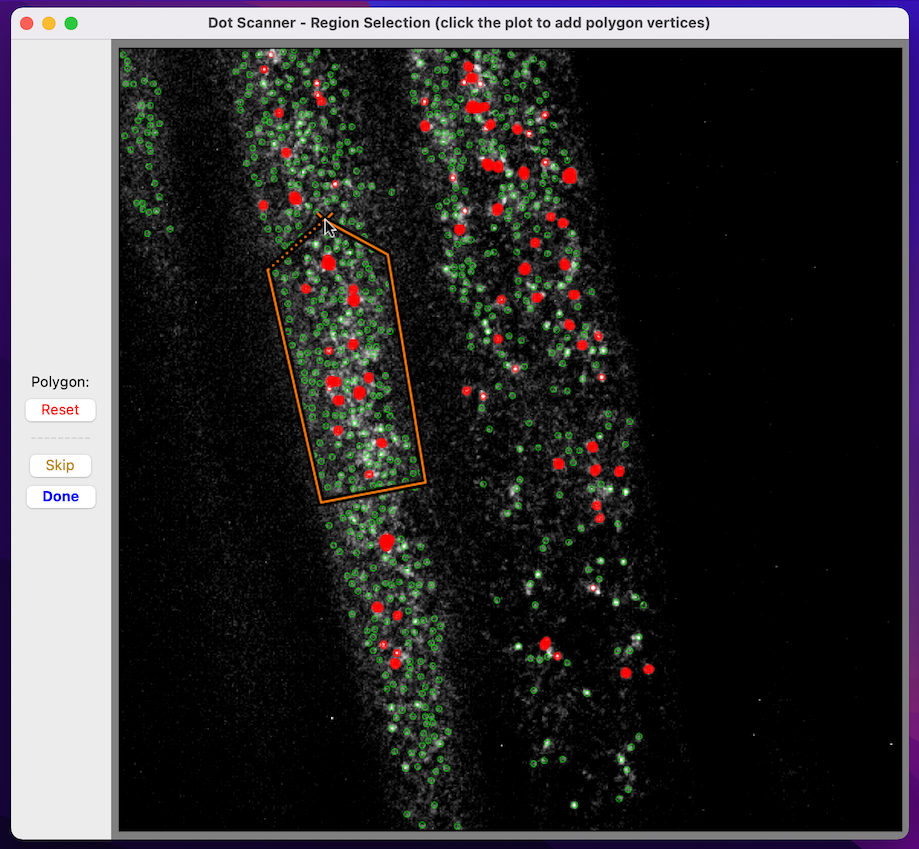 Dot Scanner - Region Selection (click the plot to add polygon vertices)
Polygon:
Reset
----------
Skip
Done